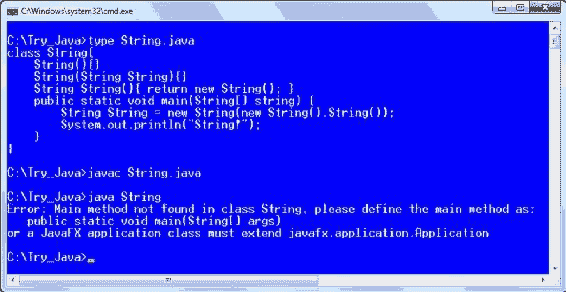 C:\Windows\system32\cmd.exe
C:\Try_Java>type String.java
class String{
String(){}
String(String String){}
String String(){ return new String(); }
public static void main(String[] string) {
String String = new String(new String().String());
System.out.println("String!");
}
}
C:\Try_Java>javac String.java
C:\Try_Java>java String
Error: Main method not found in class String, please define the main method as:
public static void main(String[] args)
or a JavaFX application class must extend javafx.application.Application
C:\Try_Java>_